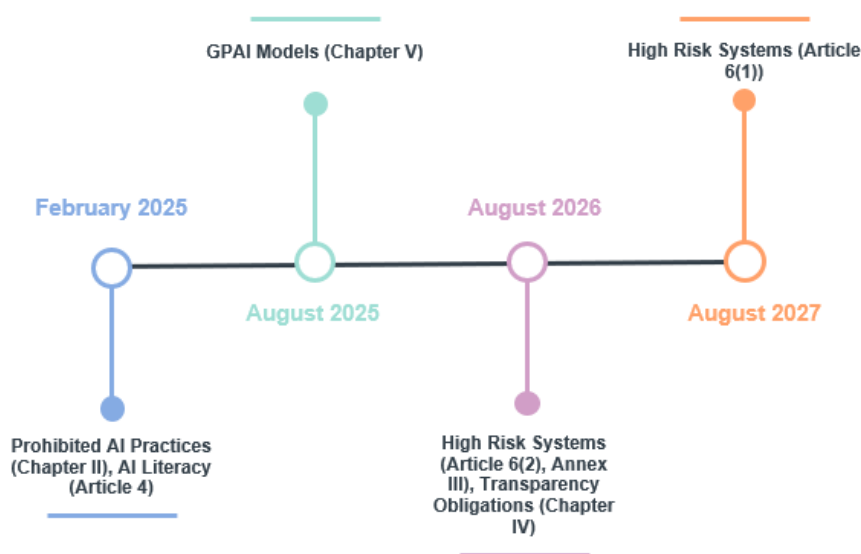 GPAI Models (Chapter V)
High Risk Systems (Article
6(1))
February 2025
August 2026
August 2025
August 2027
Prohibited AI Practices
(Chapter II), AI Literacy
(Article 4)
High Risk Systems
(Article 6(2), Annex
III), Transparency
Obligations (Chapter
IV)